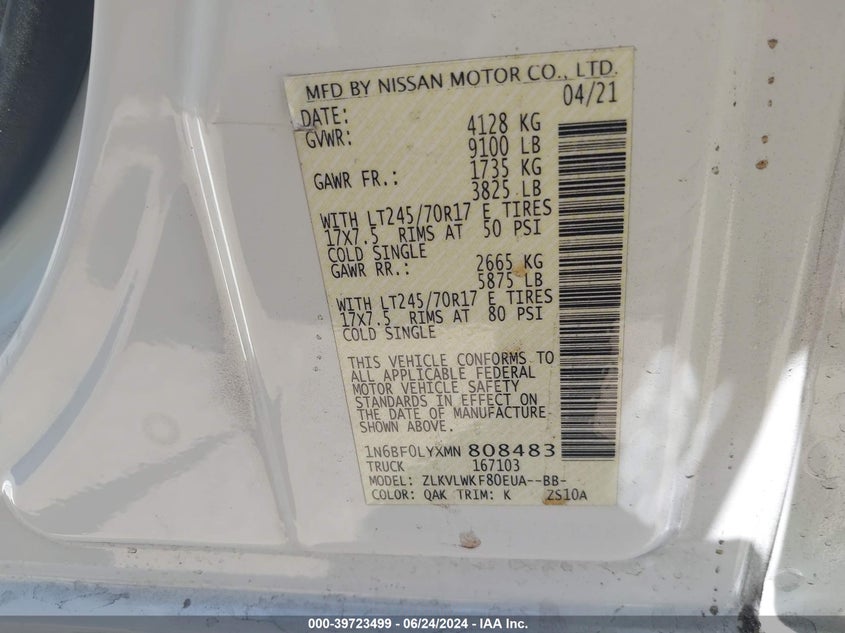 MFD BY NISSAN MOTOR CO., LTD.
DATE: 04/21
GVWR: 4128 KG
9100 LB
GAWR FR.: 1735 KG
3825 LB
WITH LT245/70R17 E TIRES
17X7.5 RIMS AT 50 PSI
COLD SINGLE
GAWR RR.: 2665 KG
5875 LB
WITH LT245/70R17 E TIRES
17X7.5 RIMS AT 80 PSI
COLD SINGLE
THIS VEHICLE CONFORMS TO
ALL APPLICABLE FEDERAL
MOTOR VEHICLE SAFETY
STANDARDS IN EFFECT ON
THE DATE OF MANUFACTURE
SHOWN ABOVE.
1N6BF0LYXMN 808483
TRUCK 167103
MODEL: ZLKVLWKF80EUA--BB-
COLOR: QAK TRIM: K ZS10A
000-39723499 - 06/24/2024 - IAA Inc.